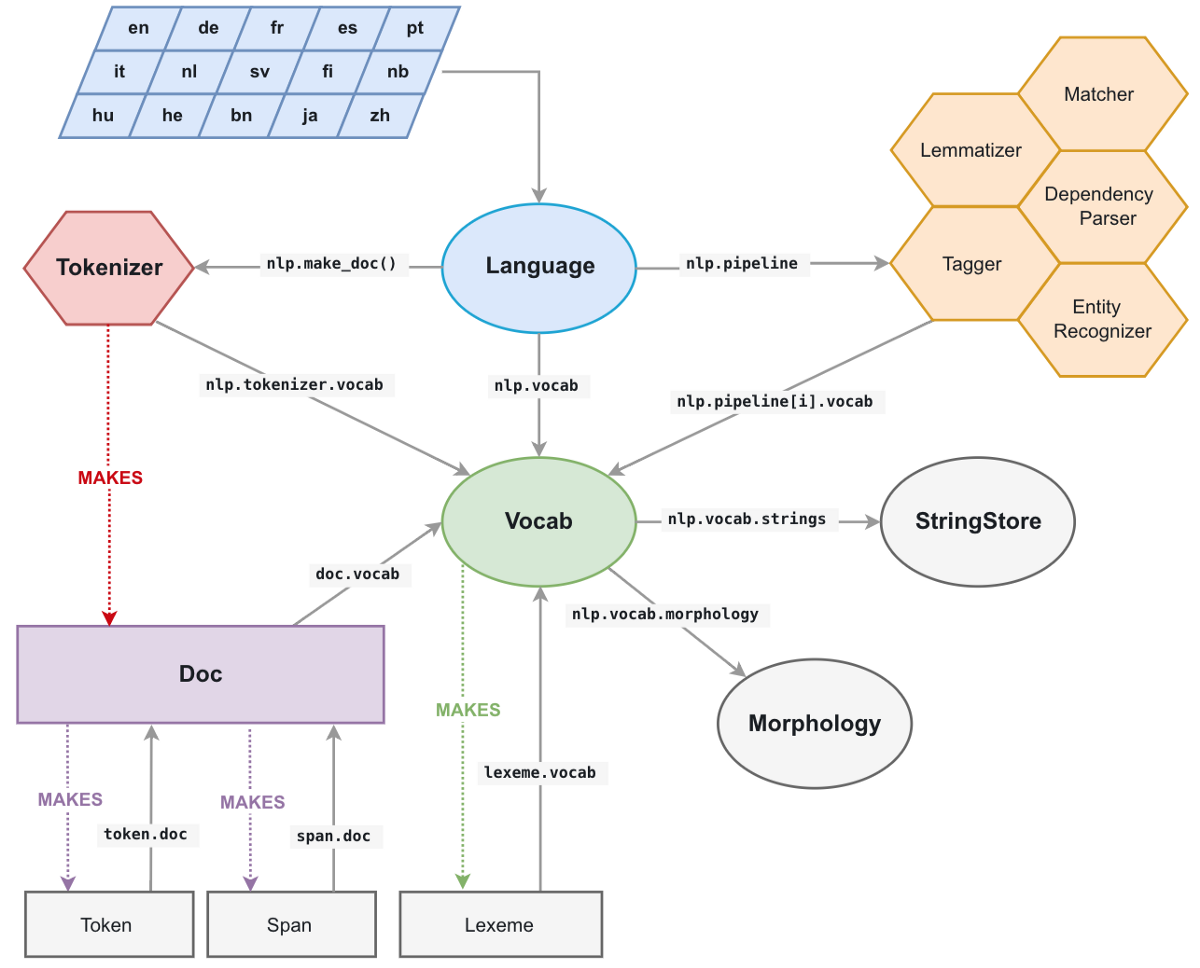 en de fr es pt
it nl sv fi nb
hu he bn ja zh
Matcher
Lemmatizer
Dependency
Parser
Tagger
Entity
Recognizer
Tokenizer
nlp.make_doc()
Language
nlp.pipeline
nlp.tokenizer.vocab
nlp.vocab
nlp.pipeline[i].vocab
MAKES
Vocab
nlp.vocab.strings
StringStore
doc.vocab
nlp.vocab.morphology
Doc
MAKES
Morphology
lexeme.vocab
MAKES
token.doc
MAKES
span.doc
Token
Span
Lexeme